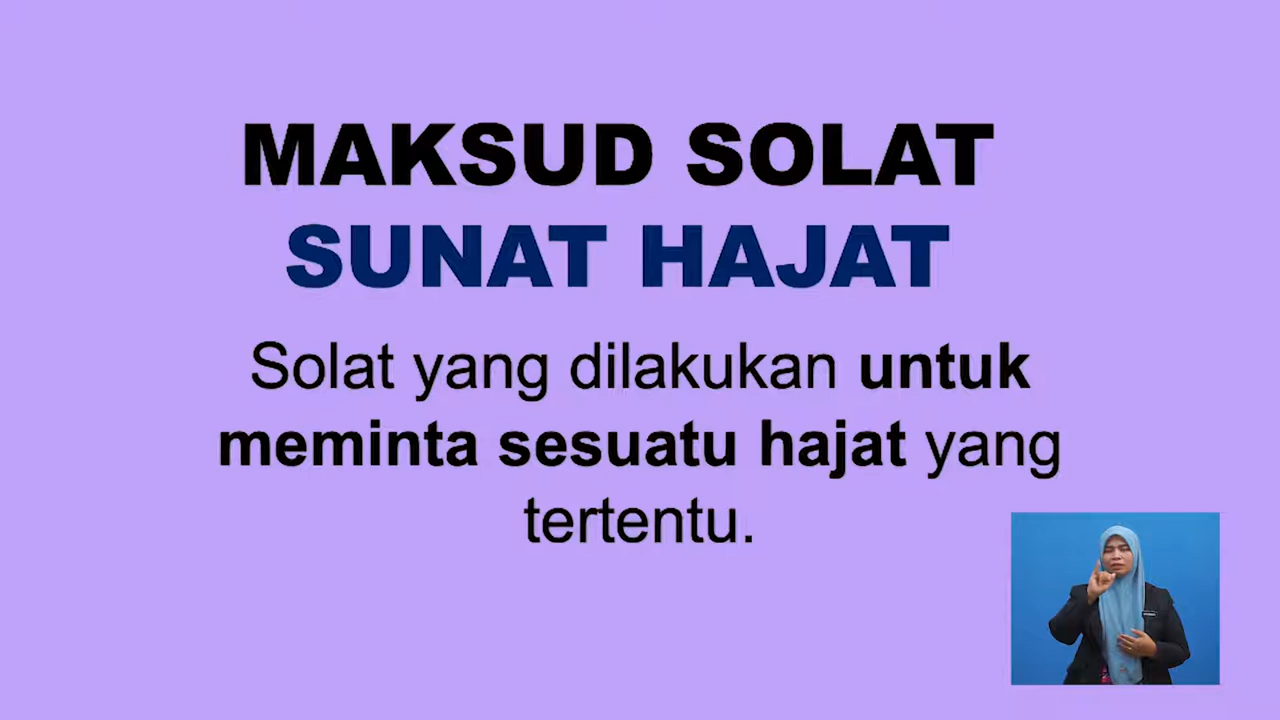 MAKSUD SOLAT
SUNAT HAJAT
Solat yang dilakukan untuk
meminta sesuatu hajat yang
tertentu.